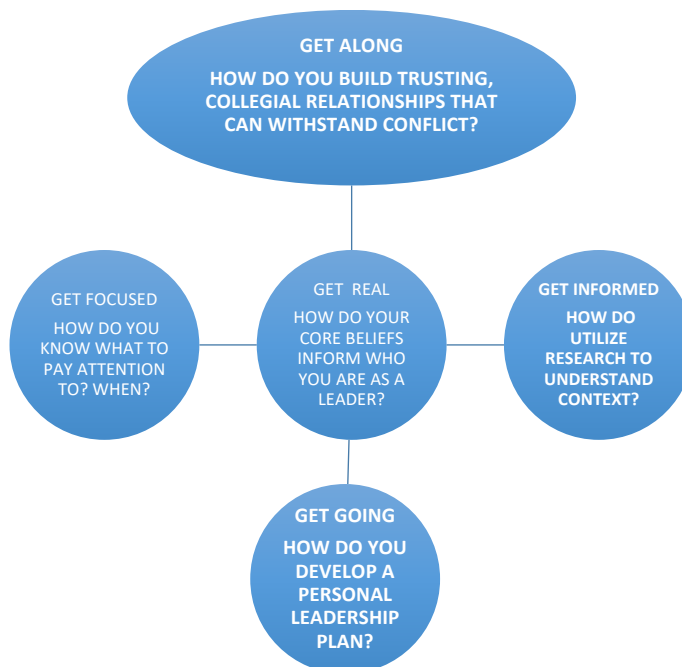 GET ALONG
HOW DO YOU BUILD TRUSTING,
COLLEGIAL RELATIONSHIPS THAT
CAN WITHSTAND CONFLICT?
GET FOCUSED
HOW DO YOU
KNOW WHAT TO
PAY ATTENTION
TO? WHEN?
GET  REAL
HOW DO YOUR
CORE BELIEFS
INFORM WHO
YOU ARE AS A
LEADER?
GET INFORMED
HOW DO
UTILIZE
RESEARCH TO
UNDERSTAND
CONTEXT?
GET GOING
HOW DO YOU
DEVELOP A
PERSONAL
LEADERSHIP
PLAN?